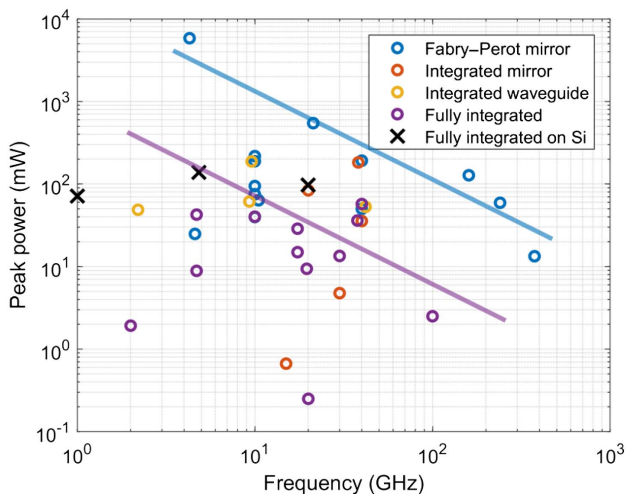 10^4
10^3
10^2
10^1
10^0
10^-1
Peak power (mW)
Fabry–Perot mirror
Integrated mirror
Integrated waveguide
Fully integrated
Fully integrated on Si
10^0 10^1 10^2 10^3
Frequency (GHz)